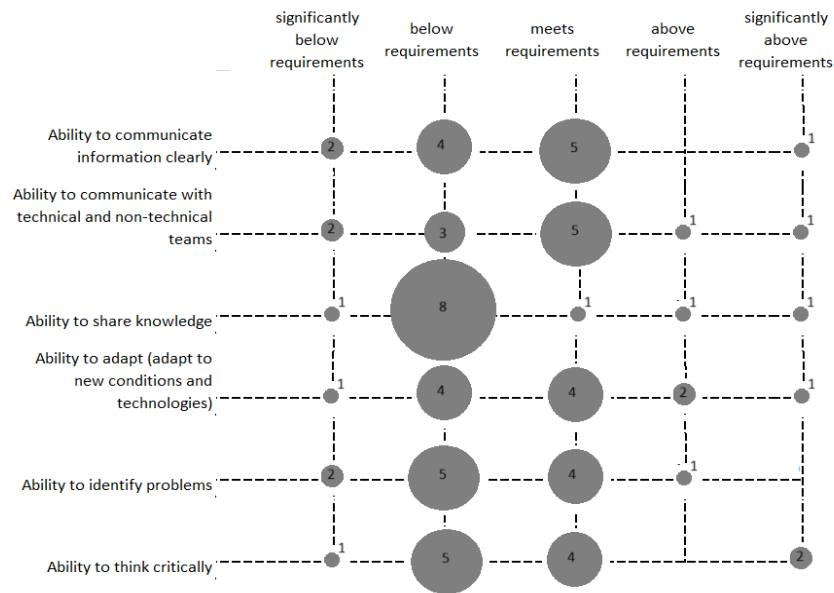 significantly
below
requirements
below
requirements
meets
requirements
above
requirements
significantly
above
requirements
Ability to communicate
information clearly
2 4 5 1
Ability to communicate with
technical and non-technical
teams
2 3 5 1 1
Ability to share knowledge
1 8 1 1 1
Ability to adapt (adapt to
new conditions and
technologies)
1 4 4 2 1
Ability to identify problems
2 5 4 1
Ability to think critically
1 5 4 2